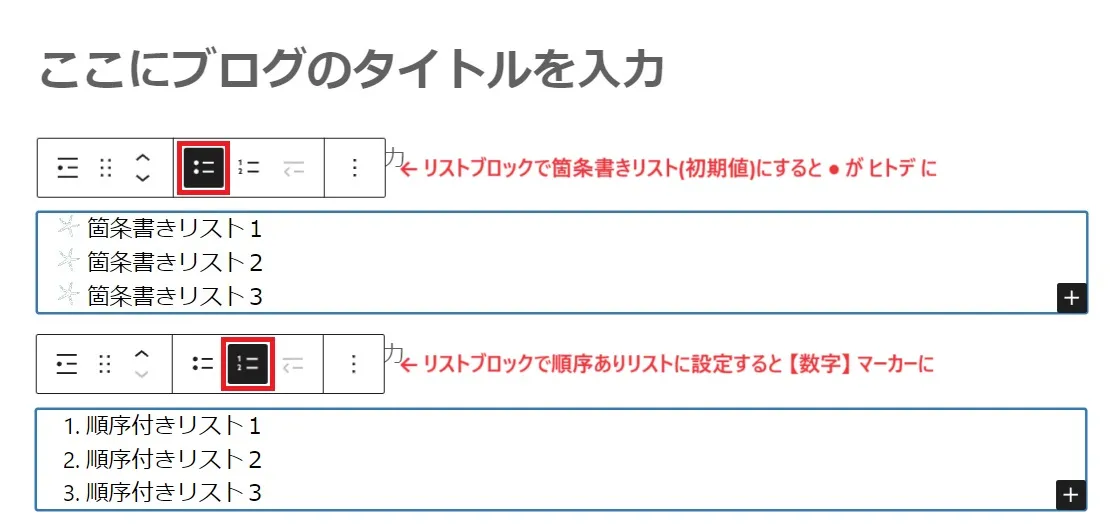 ここにブログのタイトルを入力
力
← リストブロックで箇条書きリスト(初期値)にすると ● が ヒトデ に
箇条書きリスト１
箇条書きリスト２
箇条書きリスト３
力
← リストブロックで順序ありリストに設定すると 【数字】 マーカーに
1. 順序付きリスト１
2. 順序付きリスト２
3. 順序付きリスト３